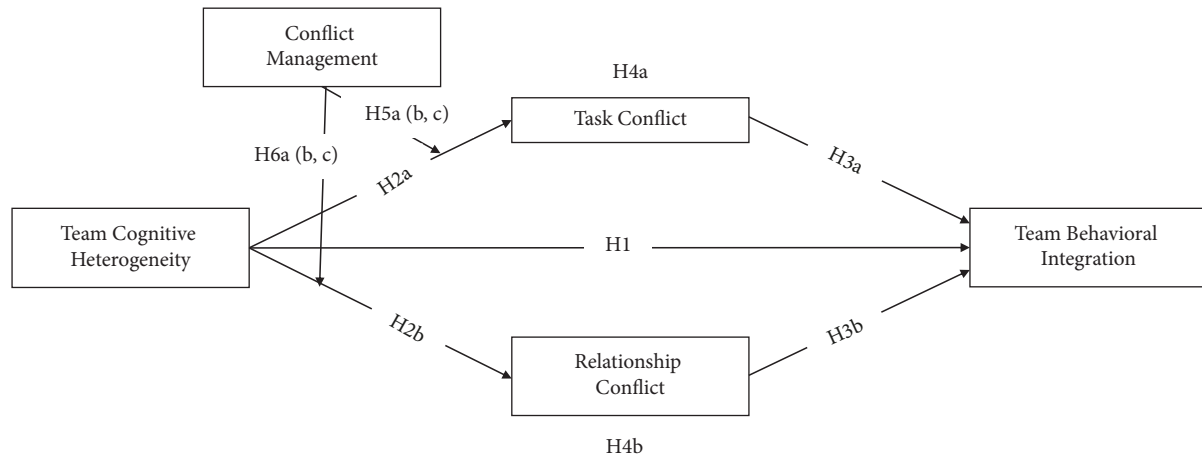 Conflict
Management
H4a
H5a (b, c)
Task Conflict
H6a (b, c)
H2a
H3a
Team Cognitive
Heterogeneity
H1
Team Behavioral
Integration
H2b
H3b
Relationship
Conflict
H4b